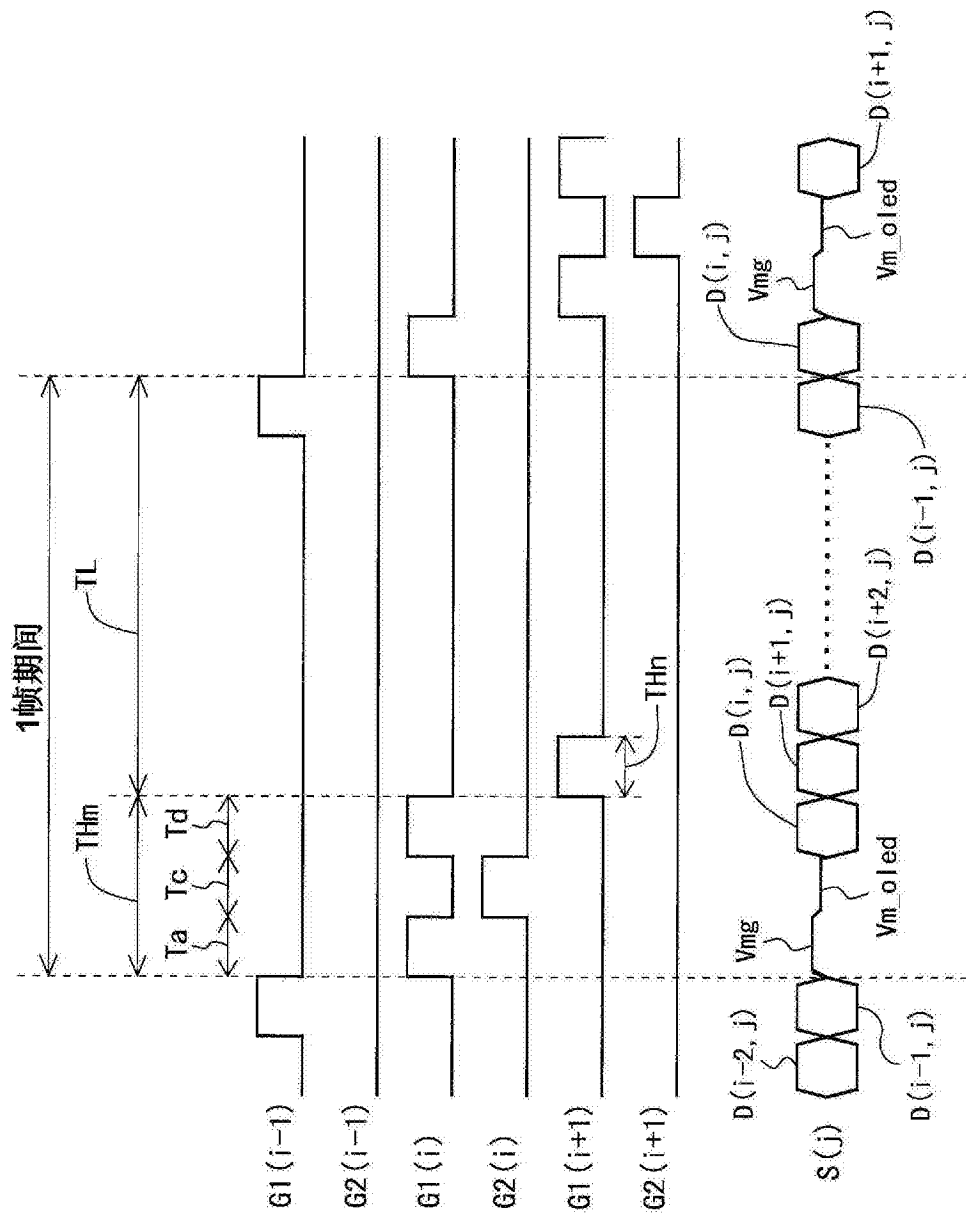 1帧期间
THm
TL
Ta
Tc
Td
G1(i-1)
G2(i-1)
G1(i)
G2(i)
G1(i+1)
THn
G2(i+1)
D(i-2, j)
Vmg
D(i, j)
D(i+1, j)
D(i, j)
Vmg
S(j)
D(i-1, j)
Vm_oled
D(i+2, j)
D(i-1, j)
Vm_oled
D(i+1, j)